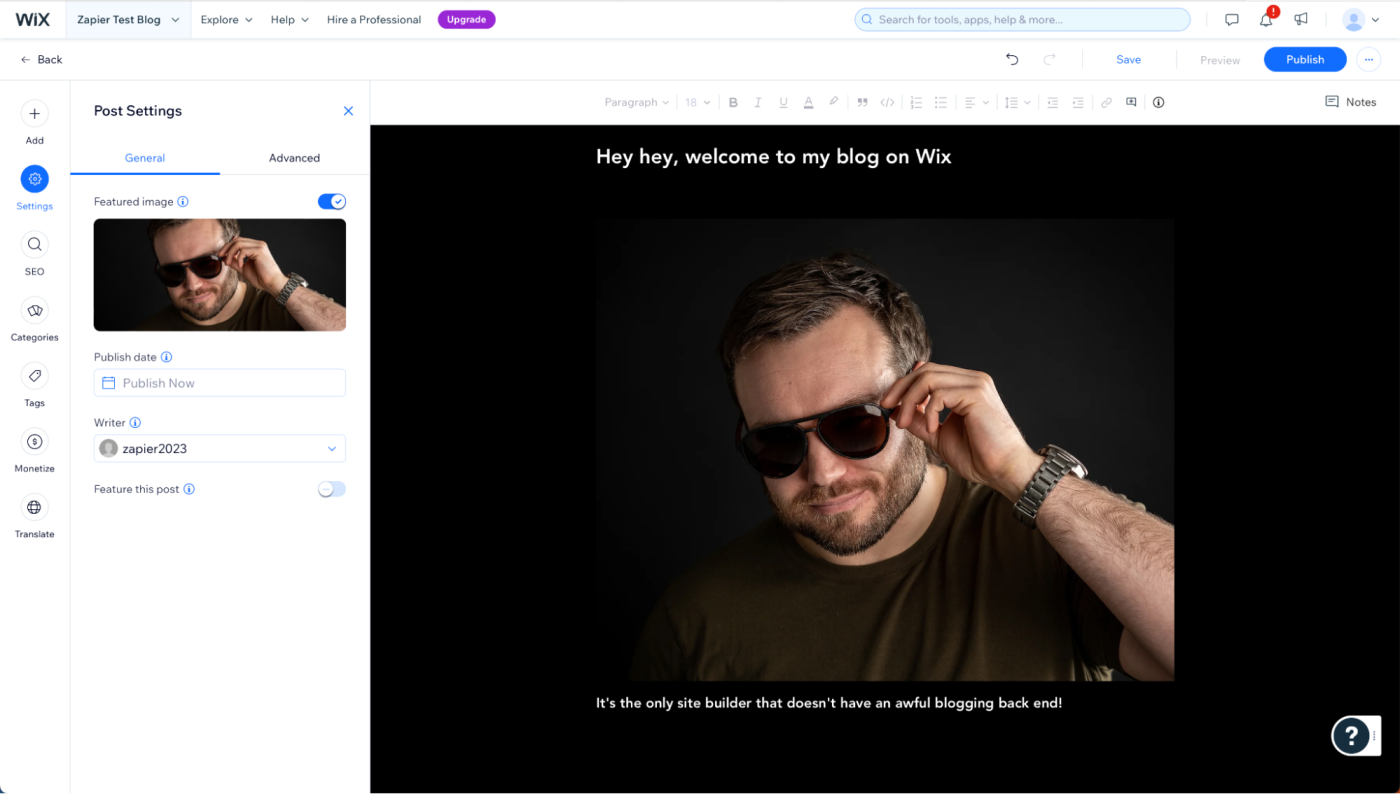 WiX
Zapier Test Blog
Explore
Help
Hire a Professional
Upgrade
Search for tools, apps, help & more...
!
Back
Save
Preview
Publish
Add
Settings
SEO
Categories
Tags
Monetize
Translate
Post Settings
General
Advanced
Featured image
Publish date
Publish Now
Writer
zapier2023
Feature this post
Paragraph
18
B
I
U
A
Notes
Hey hey, welcome to my blog on Wix
It's the only site builder that doesn't have an awful blogging back end!
?